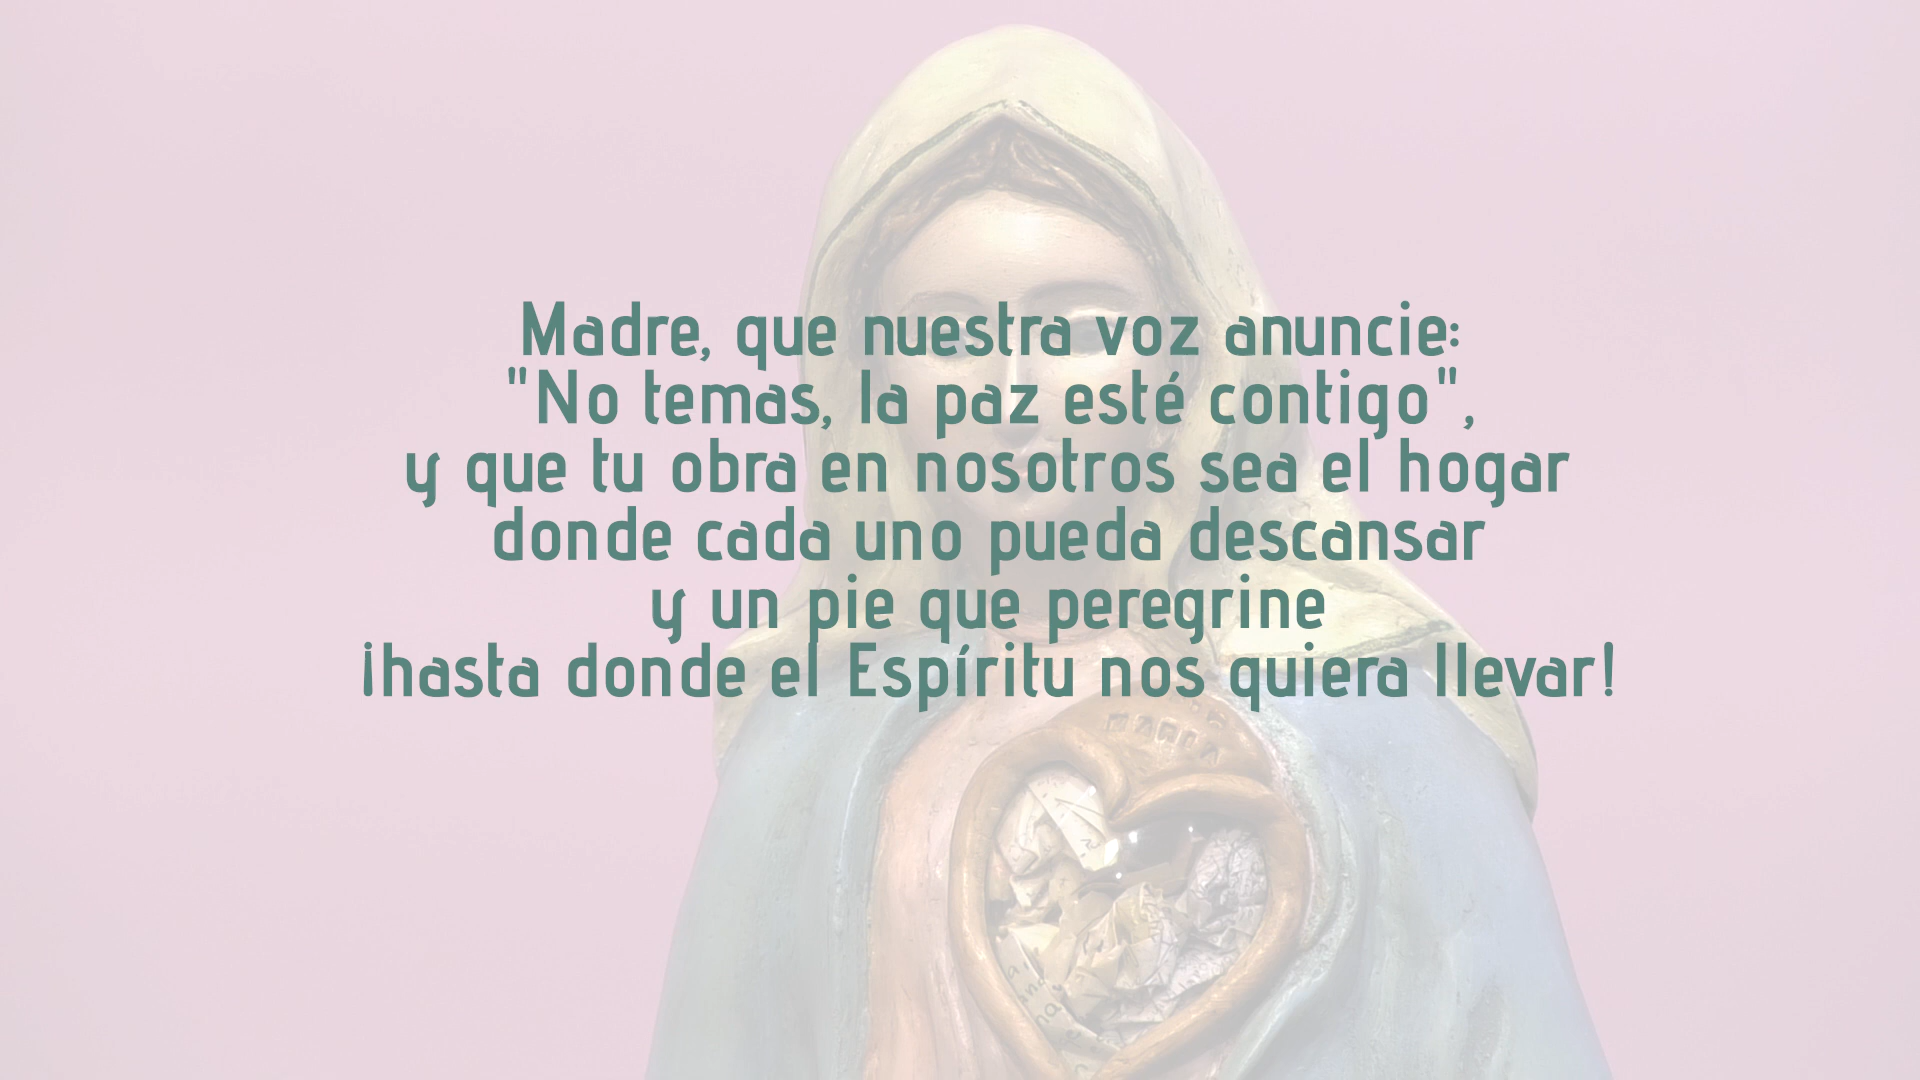 Madre, que nuestra voz anuncie:
"No temas, la paz esté contigo",
y que tu obra en nosotros sea el hogar
donde cada uno pueda descansar
y un pie que peregrine
¡hasta donde el Espíritu nos quiera llevar!
MARIA